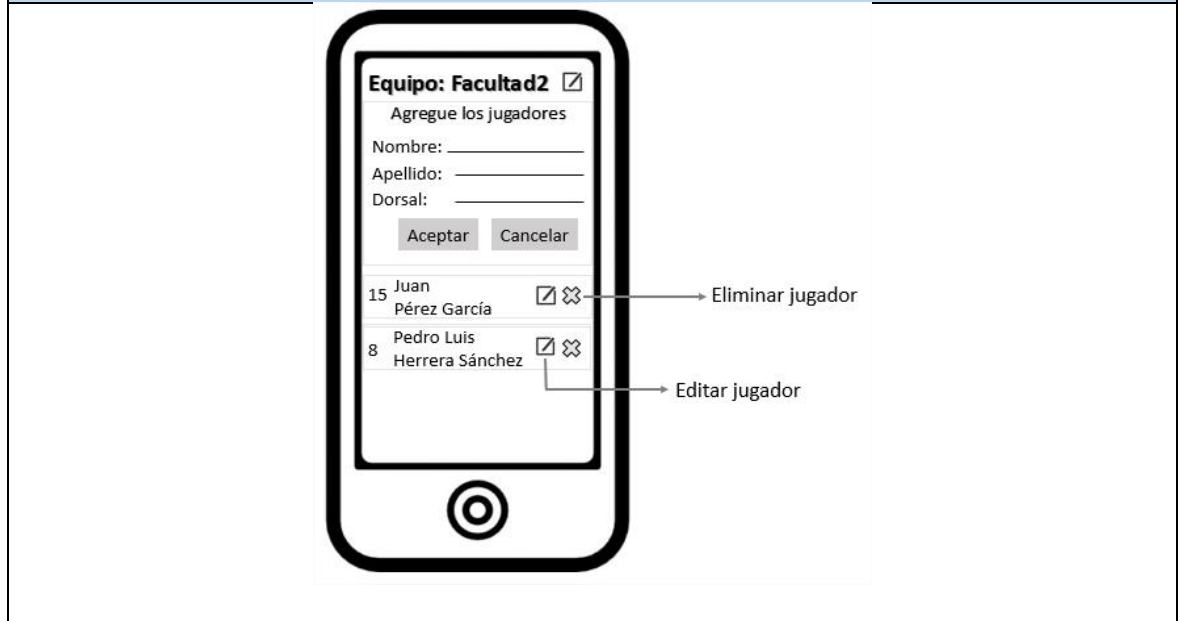 Equipo: Facultad2
Agregue los jugadores
Nombre:
Apellido:
Dorsal:
Aceptar Cancelar
15 Juan
Pérez García
Eliminar jugador
8 Pedro Luis
Herrera Sánchez
Editar jugador